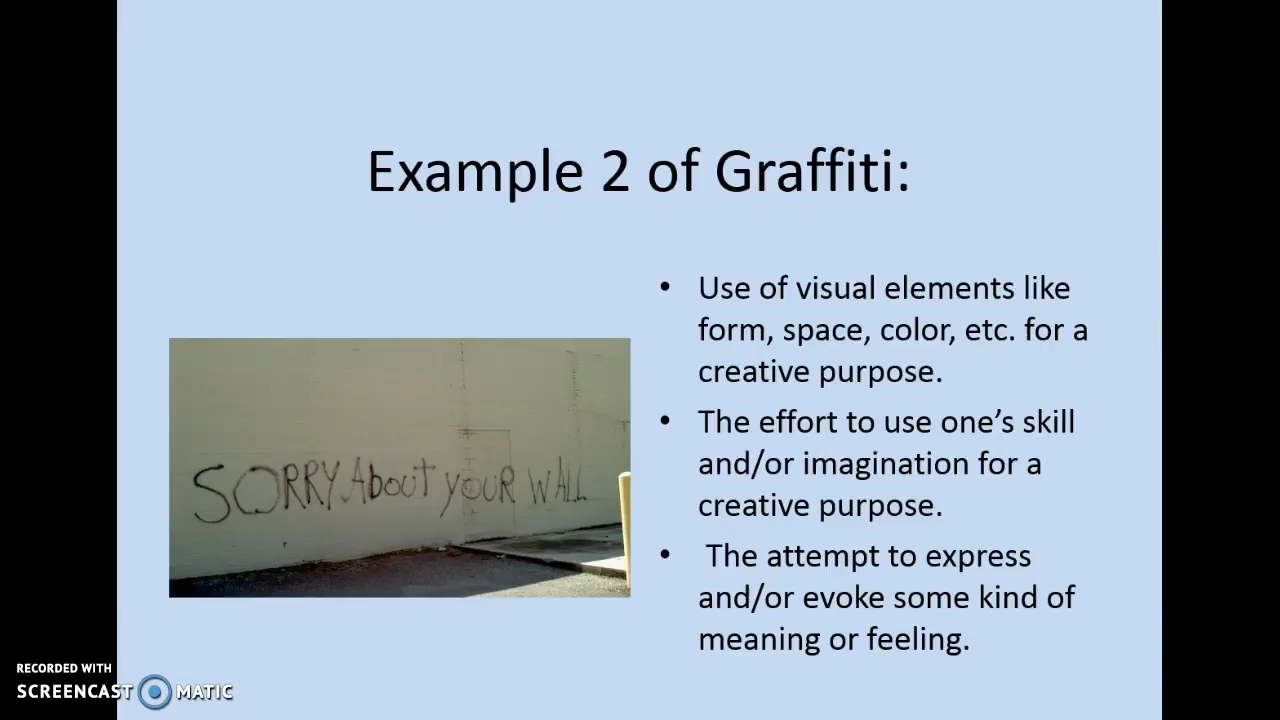 Example 2 of Graffiti:
• Use of visual elements like
form, space, color, etc. for a
creative purpose.
• The effort to use one’s skill
and/or imagination for a
creative purpose.
• The attempt to express
and/or evoke some kind of
meaning or feeling.
SORRY About youR WALL
RECORDED WITH
SCREENCAST MATIC